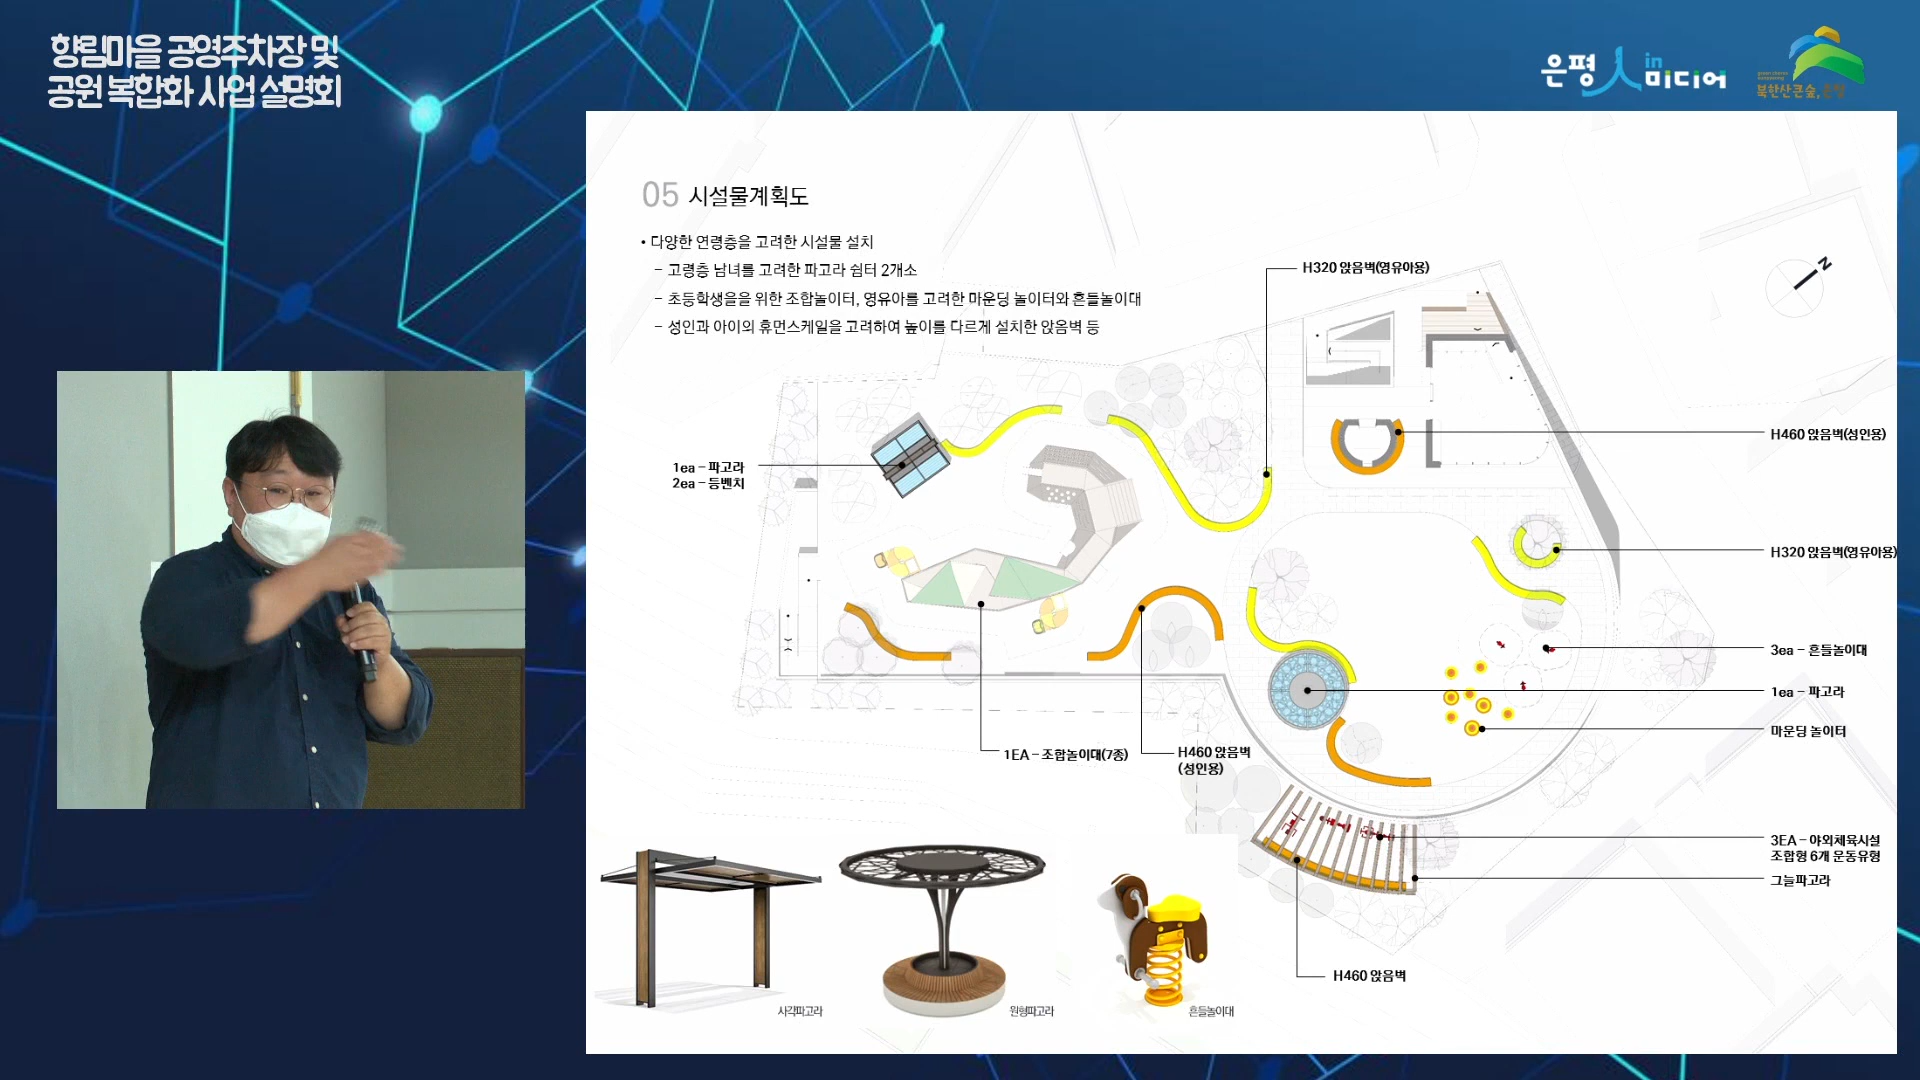 향림마을 공영주차장 및
공원 복합화 사업 설명회
은평人in미디어
북한산 큰 숲, 은평
05 시설물계획도
• 다양한 연령층을 고려한 시설물 설치
– 고령층 남녀를 고려한 파고라 쉼터 2개소
– 초등학생을을 위한 조합놀이터, 영유아를 고려한 마운딩 놀이터와 흔들놀이대
– 성인과 아이의 휴먼스케일을 고려하여 높이를 다르게 설치한 앉음벽 등
H320 앉음벽(영유아용)
N
H460 앉음벽(성인용)
1ea – 파고라
2ea – 등벤치
H320 앉음벽(영유아용)
3ea – 흔들놀이대
1ea – 파고라
마운딩 놀이터
1EA – 조합놀이대(7종)
H460 앉음벽
(성인용)
3EA – 야외체육시설
조합형 6개 운동유형
그늘파고라
H460 앉음벽
사각파고라
원형파고라
흔들놀이대